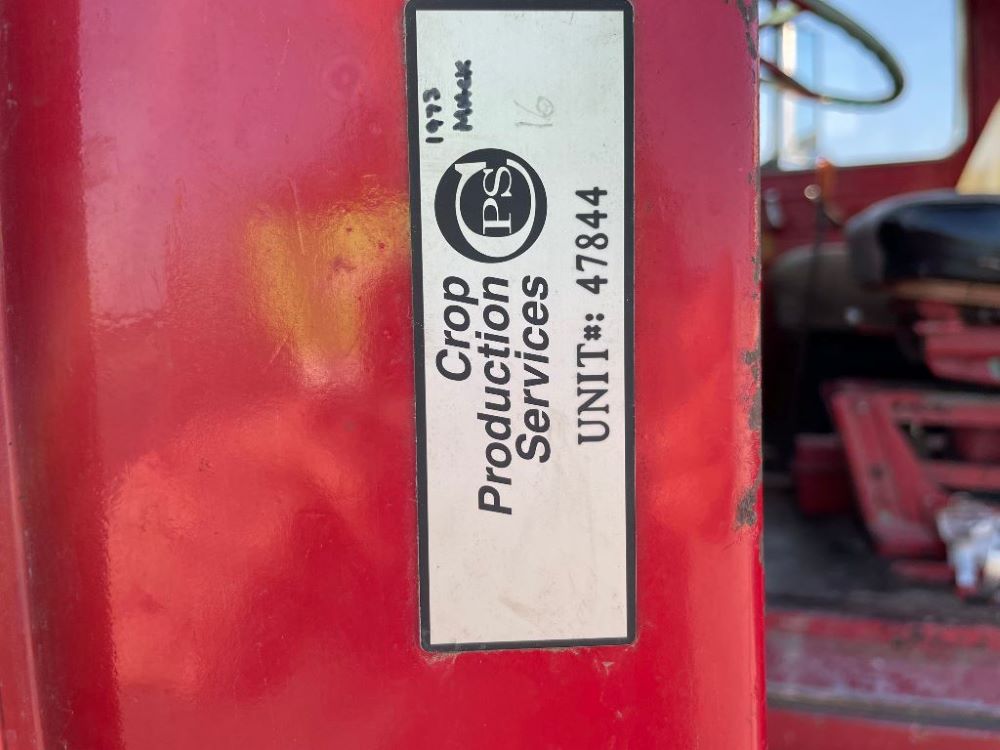 1973
MACK
16
CPS
Crop
Production
Services
UNIT#: 47844